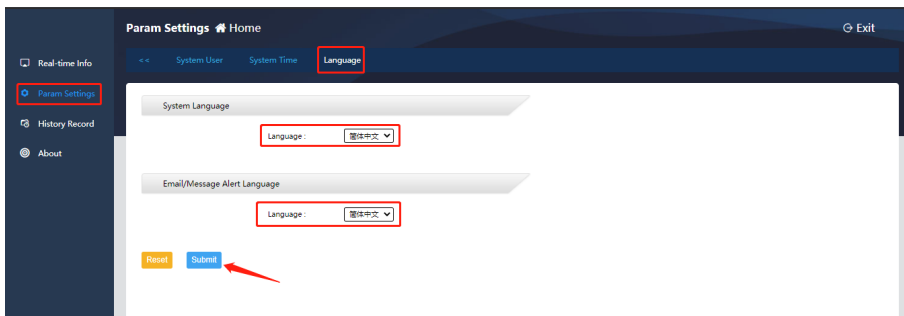 Param Settings Home
Exit
Real-time Info
Param Settings
History Record
About
<< System User System Time Language
System Language
Language : 简体中文
Email/Message Alert Language
Language : 简体中文
Reset Submit